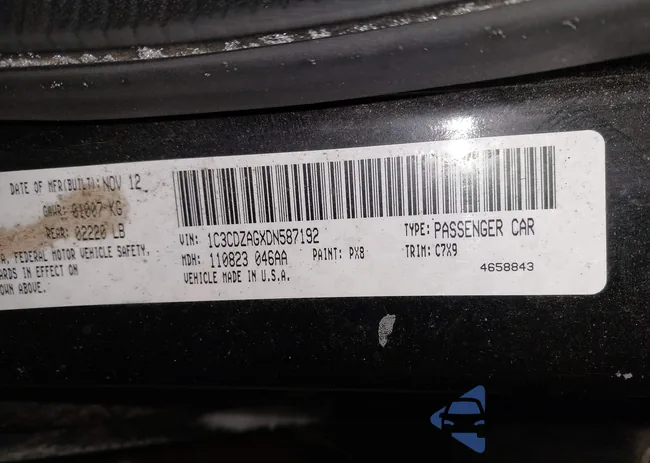 DATE OF MFR(BUILT): NOV 12
GWAR: 01007 KG
REAR: 02220 LB
A. FEDERAL MOTOR VEHICLE SAFETY,
ARDS IN EFFECT ON
OWN ABOVE.
VIN: 1C3CDZAGXDN587192
TYPE: PASSENGER CAR
MDH: 110823 046AA
PAINT: PX8
TRIM: C7X9
VEHICLE MADE IN U.S.A.
4658843